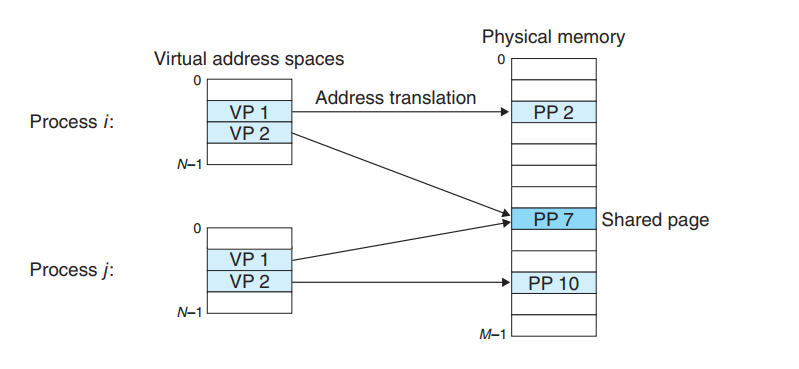 Physical memory
Virtual address spaces
0
0
Address translation
VP 1
PP 2
Process i:
VP 2
N–1
PP 7 Shared page
0
VP 1
Process j:
VP 2
PP 10
N–1
M–1